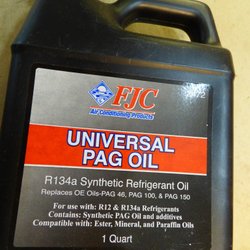 FJC
Air Conditioning Products
UNIVERSAL
PAG OIL
R134a Synthetic Refrigerant Oil
Replaces OE Oils-PAG 46, PAG 100, & PAG 150
For use with: R12 & R134a Refrigerants
Contains: Synthetic PAG Oil and additives
Compatible with: Ester, Mineral, and Paraffin Oils
1 Quart